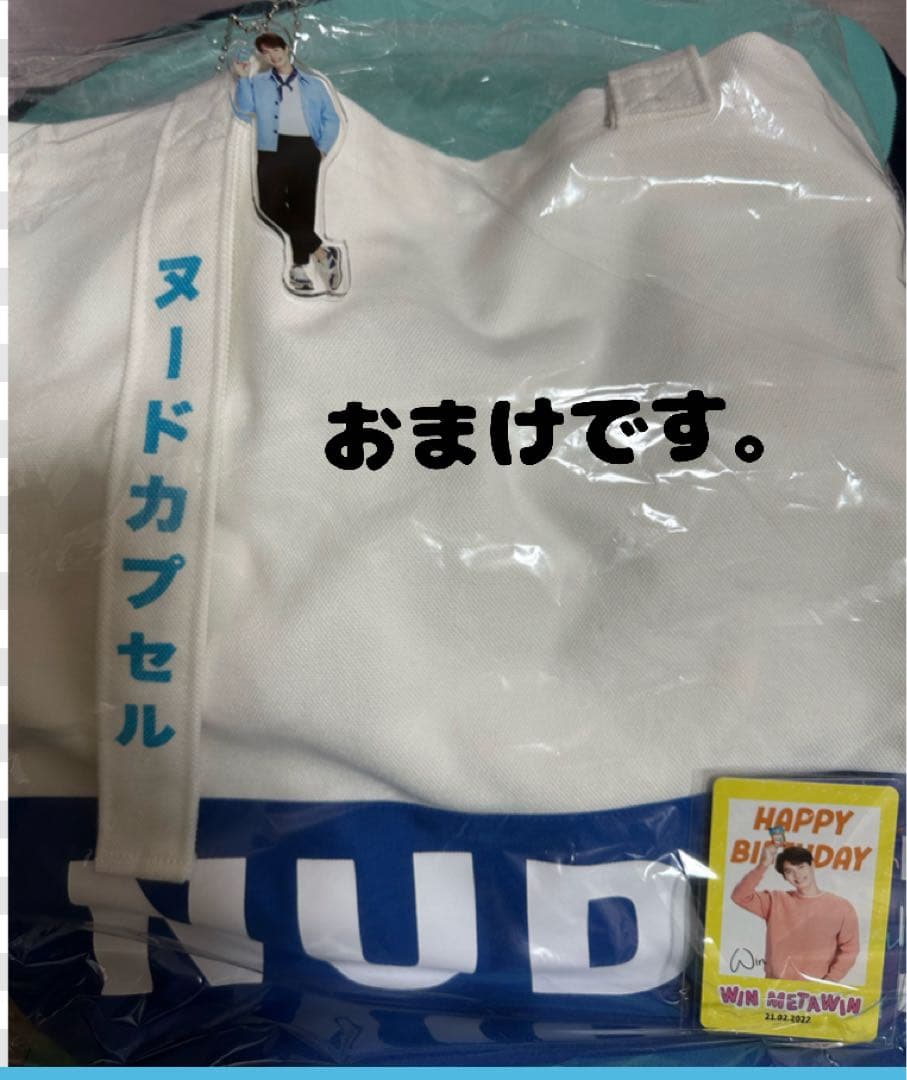 ヌードカプセル
おまけです。
NUD
HAPPY
BIRTHDAY
Win
WIN METAWIN
21.02.2022